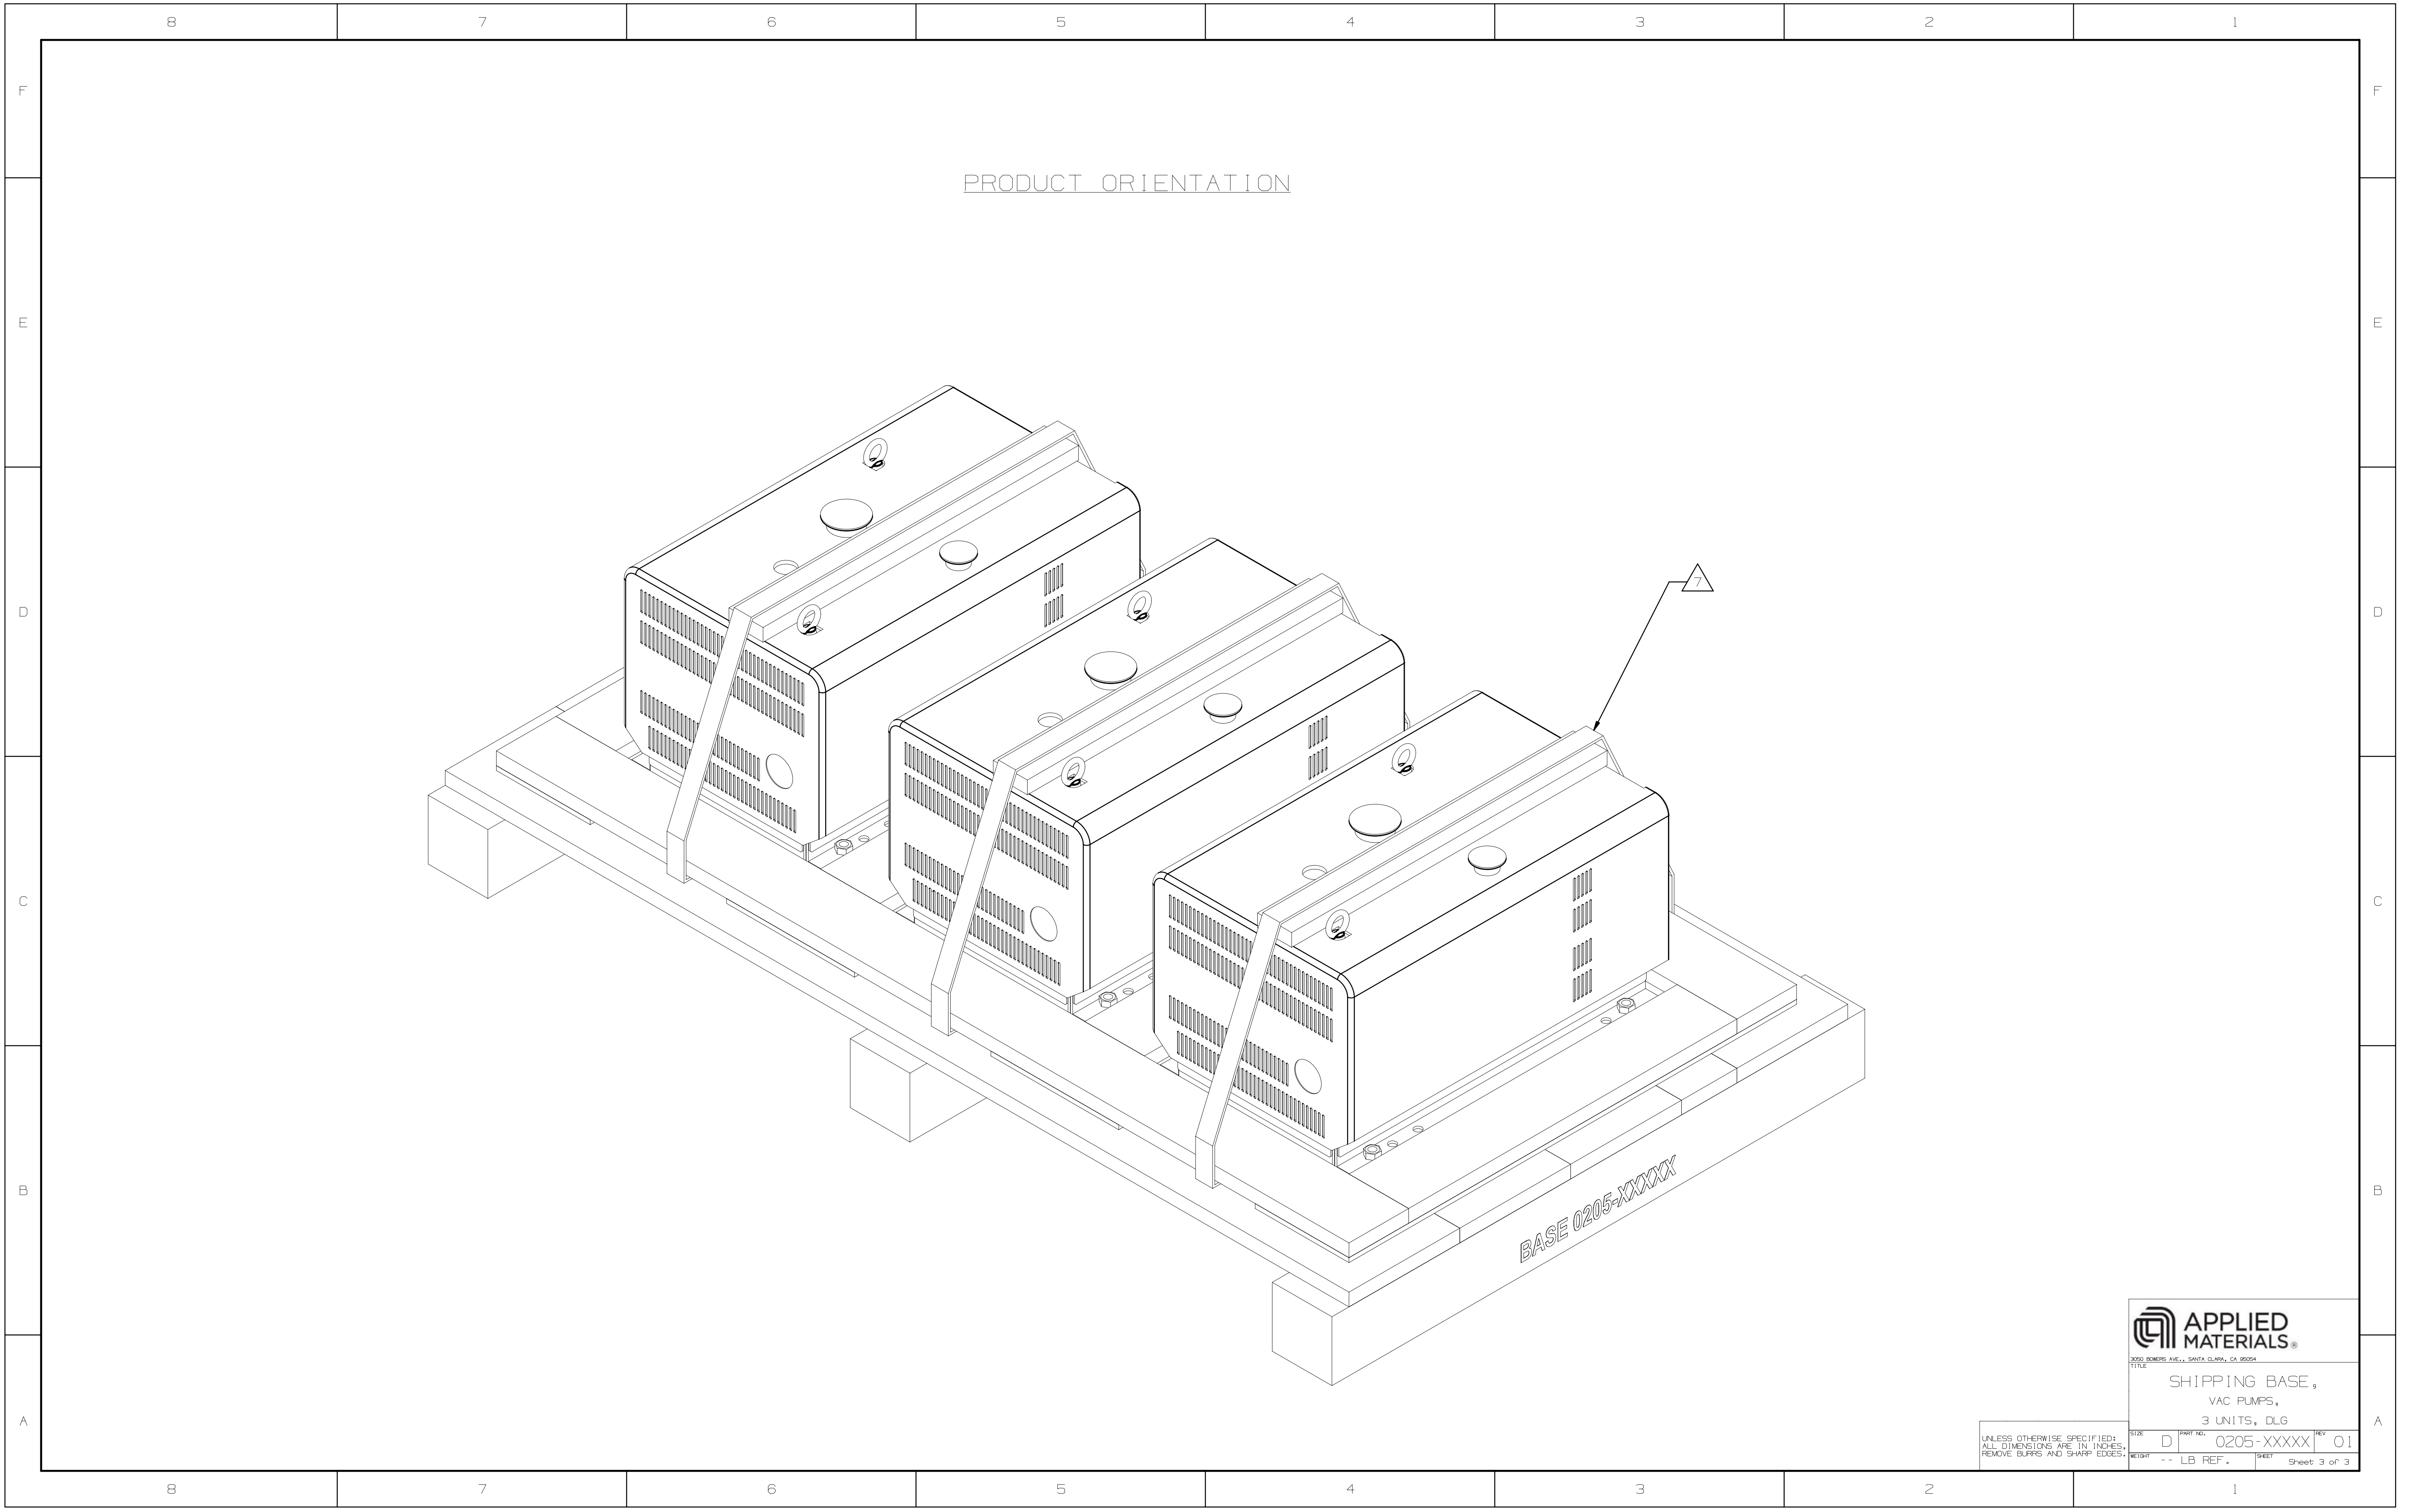 8 7 6 5 4 3 2 1
F F
PRODUCT ORIENTATION
E E
7
D D
C C
B B
BASE 0205-XXXXX
APPLIED
MATERIALS®
3050 BOWERS AVE., SANTA CLARA, CA 95054
TITLE
SHIPPING BASE,
VAC PUMPS,
3 UNITS, DLG
A A
UNLESS OTHERWISE SPECIFIED:
ALL DIMENSIONS ARE IN INCHES,
REMOVE BURRS AND SHARP EDGES.
SIZE D PART NO. 0205-XXXXX REV 01
WEIGHT -- LB REF. SHEET Sheet 3 of 3
8 7 6 5 4 3 2 1